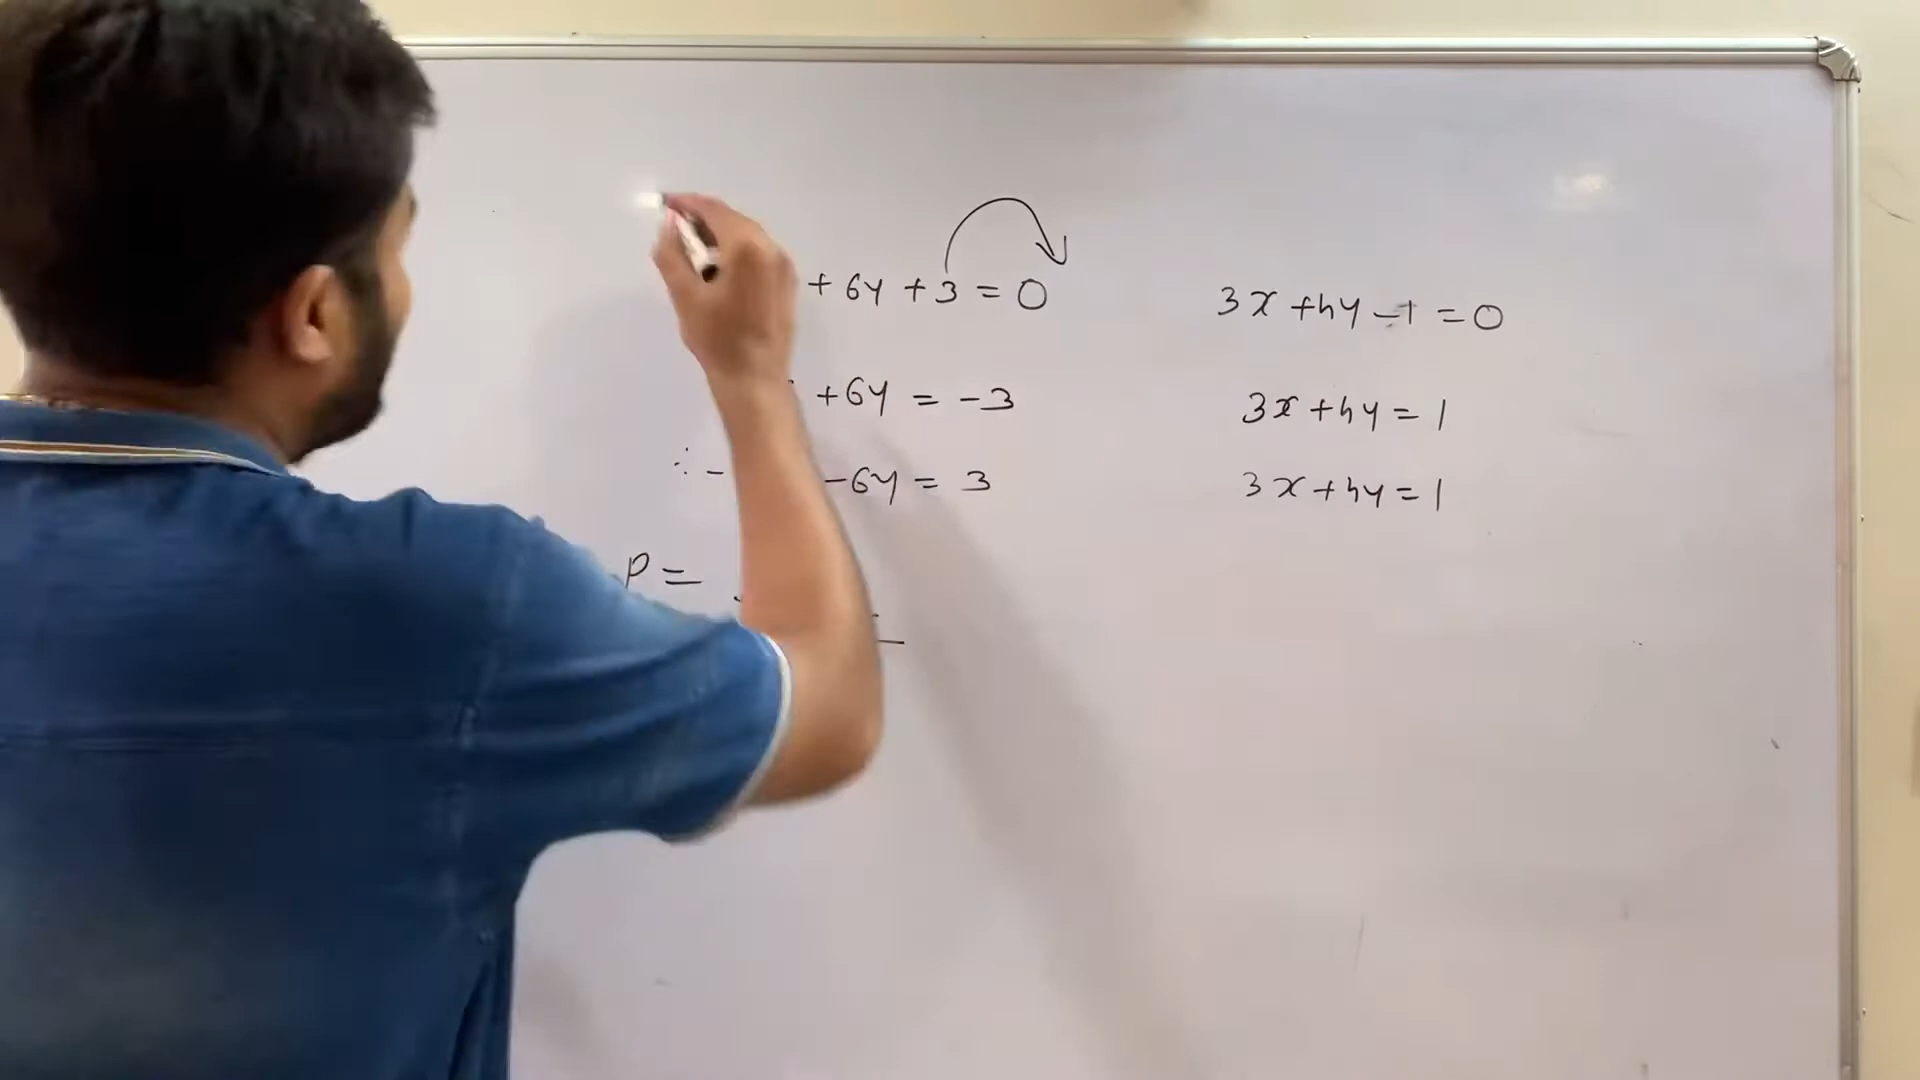 + 6y + 3 = 0
+6y = -3
∴ - -6y = 3
P =
3x +4y -1 = 0
3x +4y = 1
3x +4y = 1